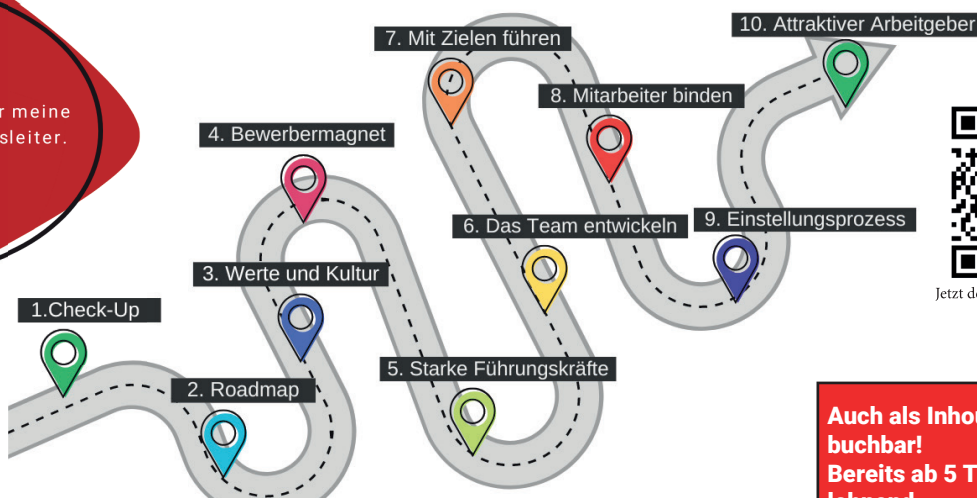 r meine
sleiter.
1.Check-Up
2. Roadmap
3. Werte und Kultur
4. Bewerbermagnet
5. Starke Führungskräfte
6. Das Team entwickeln
7. Mit Zielen führen
8. Mitarbeiter binden
9. Einstellungsprozess
10. Attraktiver Arbeitgeber
Jetzt
Auch als
buchbar!
Bereits ab 5